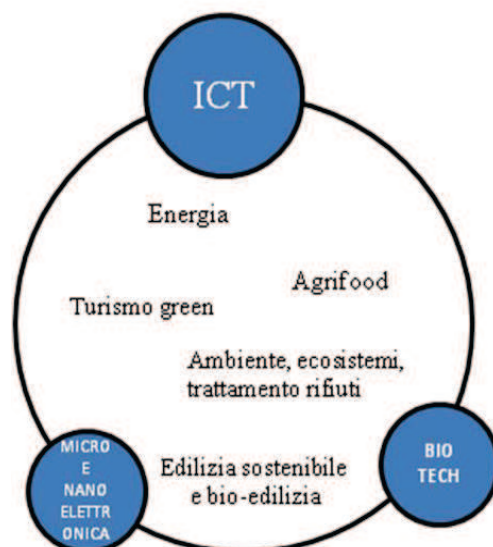 ICT
Energia
Agrifood
Turismo green
Ambiente, ecosistemi,
trattamento rifiuti
MICRO
E
NANO
ELETTR
ONICA
Edilizia sostenibile
e bio-edilizia
BIO
TECH